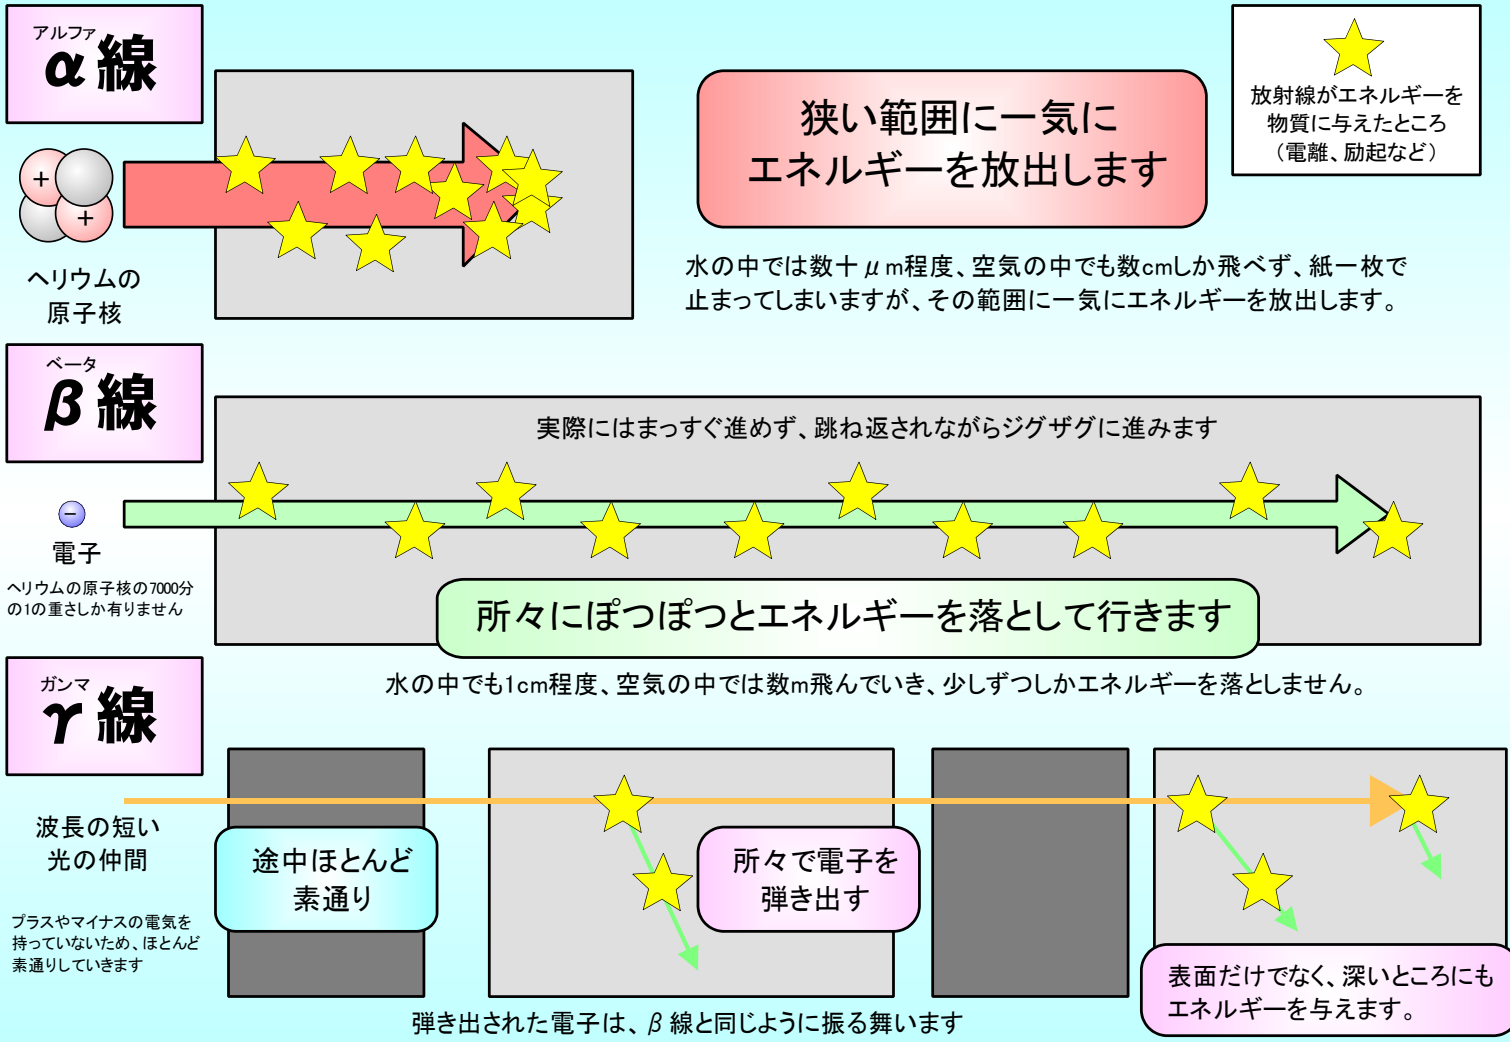 アルファ
α線
+
+
ヘリウムの
原子核
狭い範囲に一気に
エネルギーを放出します
放射線がエネルギーを
物質に与えたところ
（電離、励起など）
水の中では数十μm程度、空気の中でも数cmしか飛べず、紙一枚で
止まってしまいますが、その範囲に一気にエネルギーを放出します。
ベータ
β線
実際にはまっすぐ進めず、跳ね返されながらジグザグに進みます
−
電子
ヘリウムの原子核の7000分
の1の重さしか有りません
所々にぽつぽつとエネルギーを落として行きます
水の中でも1cm程度、空気の中では数m飛んでいき、少しずつしかエネルギーを落としません。
ガンマ
γ線
波長の短い
光の仲間
プラスやマイナスの電気を
持っていないため、ほとんど
素通りしていきます
途中ほとんど
素通り
所々で電子を
弾き出す
表面だけでなく、深いところにも
エネルギーを与えます。
弾き出された電子は、β線と同じように振る舞います